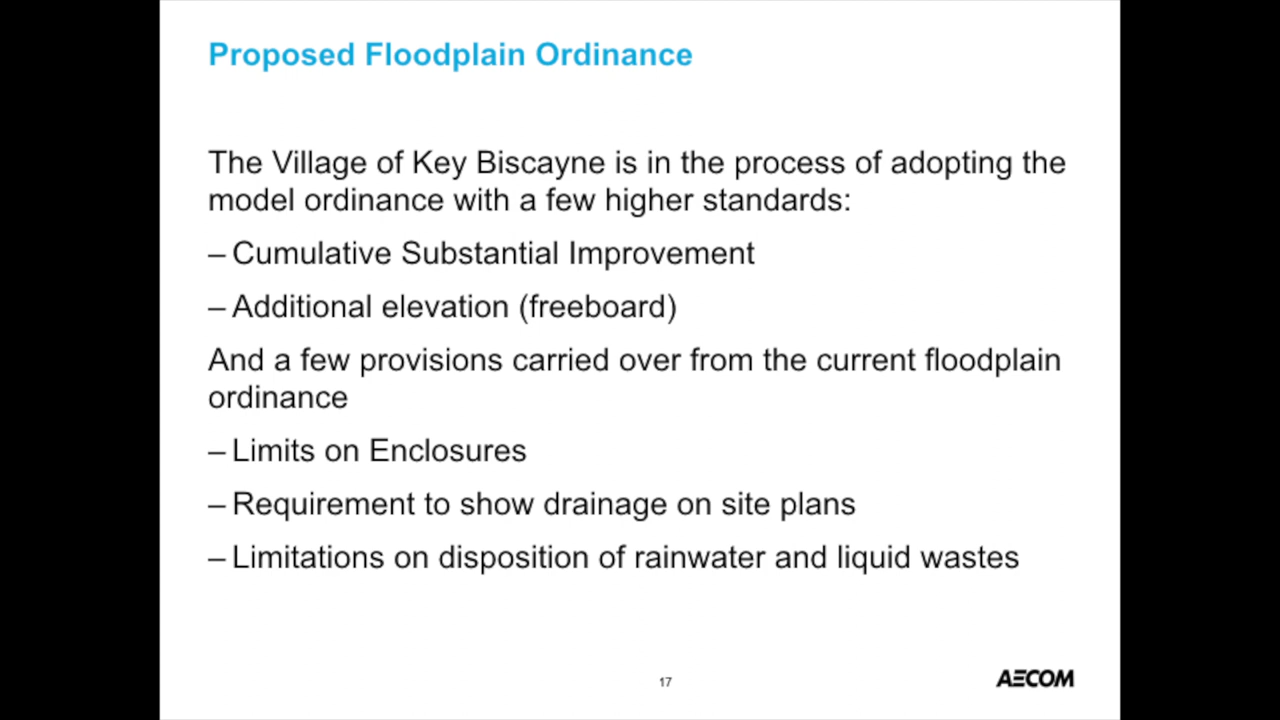 Proposed Floodplain Ordinance
The Village of Key Biscayne is in the process of adopting the
model ordinance with a few higher standards:
– Cumulative Substantial Improvement
– Additional elevation (freeboard)
And a few provisions carried over from the current floodplain
ordinance
– Limits on Enclosures
– Requirement to show drainage on site plans
– Limitations on disposition of rainwater and liquid wastes
17
AECOM